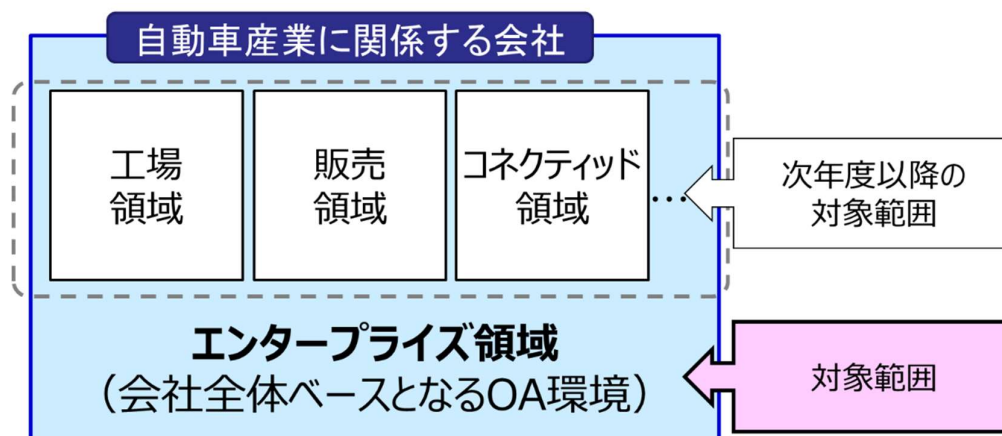 自動車産業に関係する会社
工場
領域
販売
領域
コネクティッド
領域
…
次年度以降の
対象範囲
エンタープライズ領域
（会社全体ベースとなるOA環境）
対象範囲